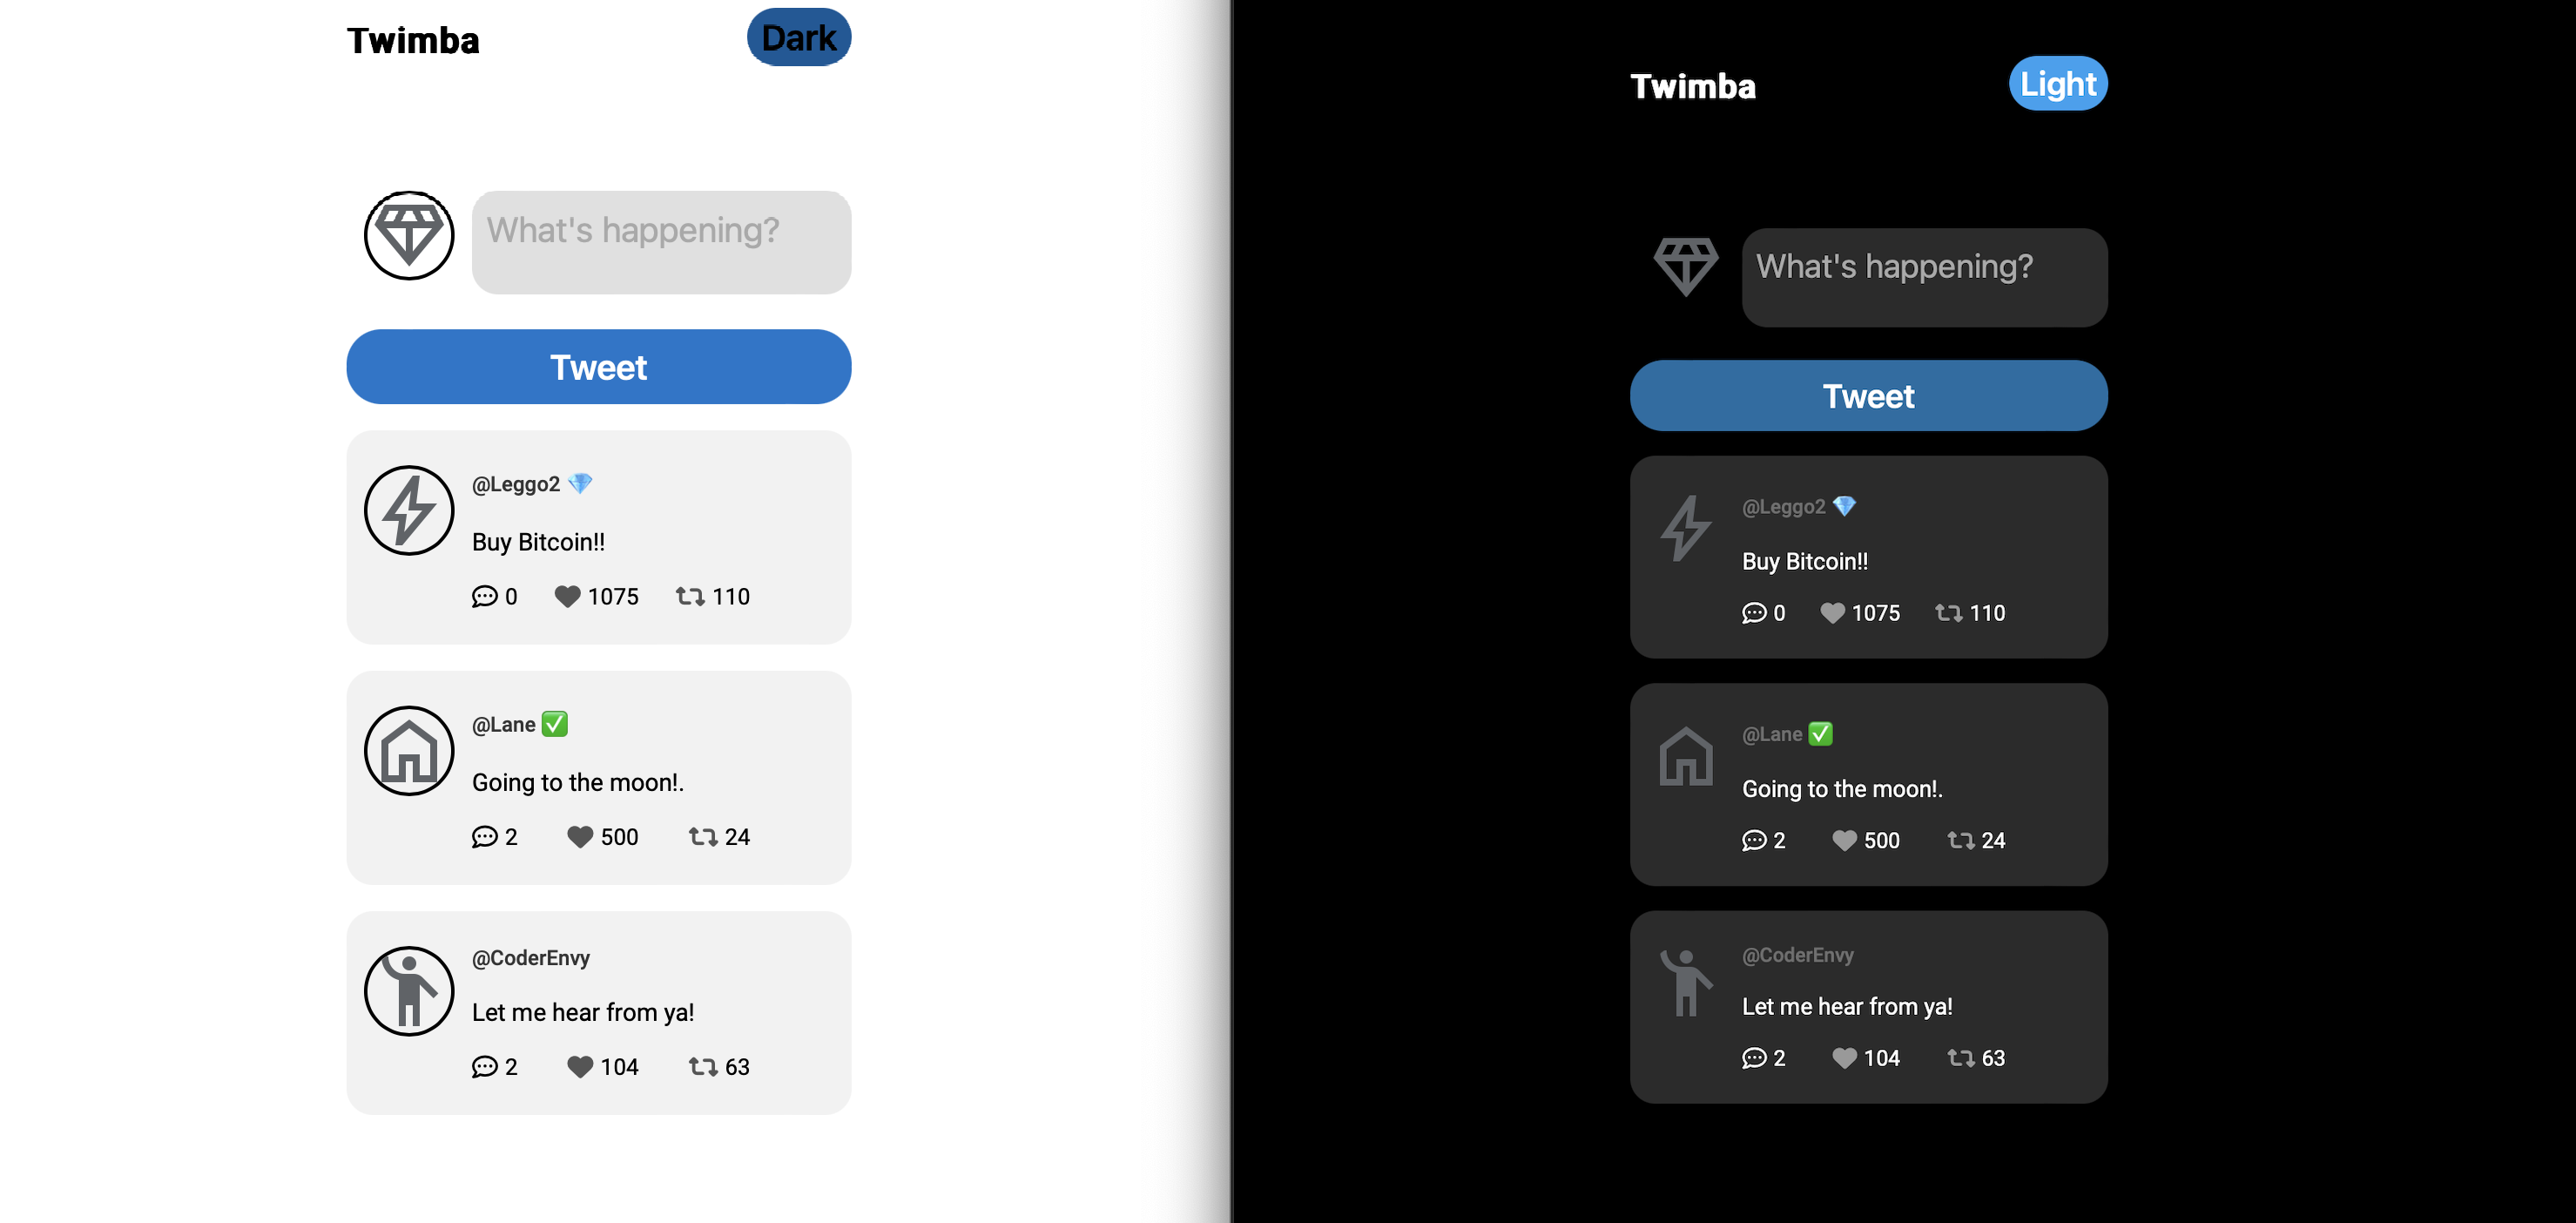 Twimba
Dark
What's happening?
Tweet
@Leggo2 💎
Buy Bitcoin!!
0 1075 110
@Lane ✅
Going to the moon!.
2 500 24
@CoderEnvy
Let me hear from ya!
2 104 63
Twimba
Light
What's happening?
Tweet
@Leggo2 💎
Buy Bitcoin!!
0 1075 110
@Lane ✅
Going to the moon!.
2 500 24
@CoderEnvy
Let me hear from ya!
2 104 63